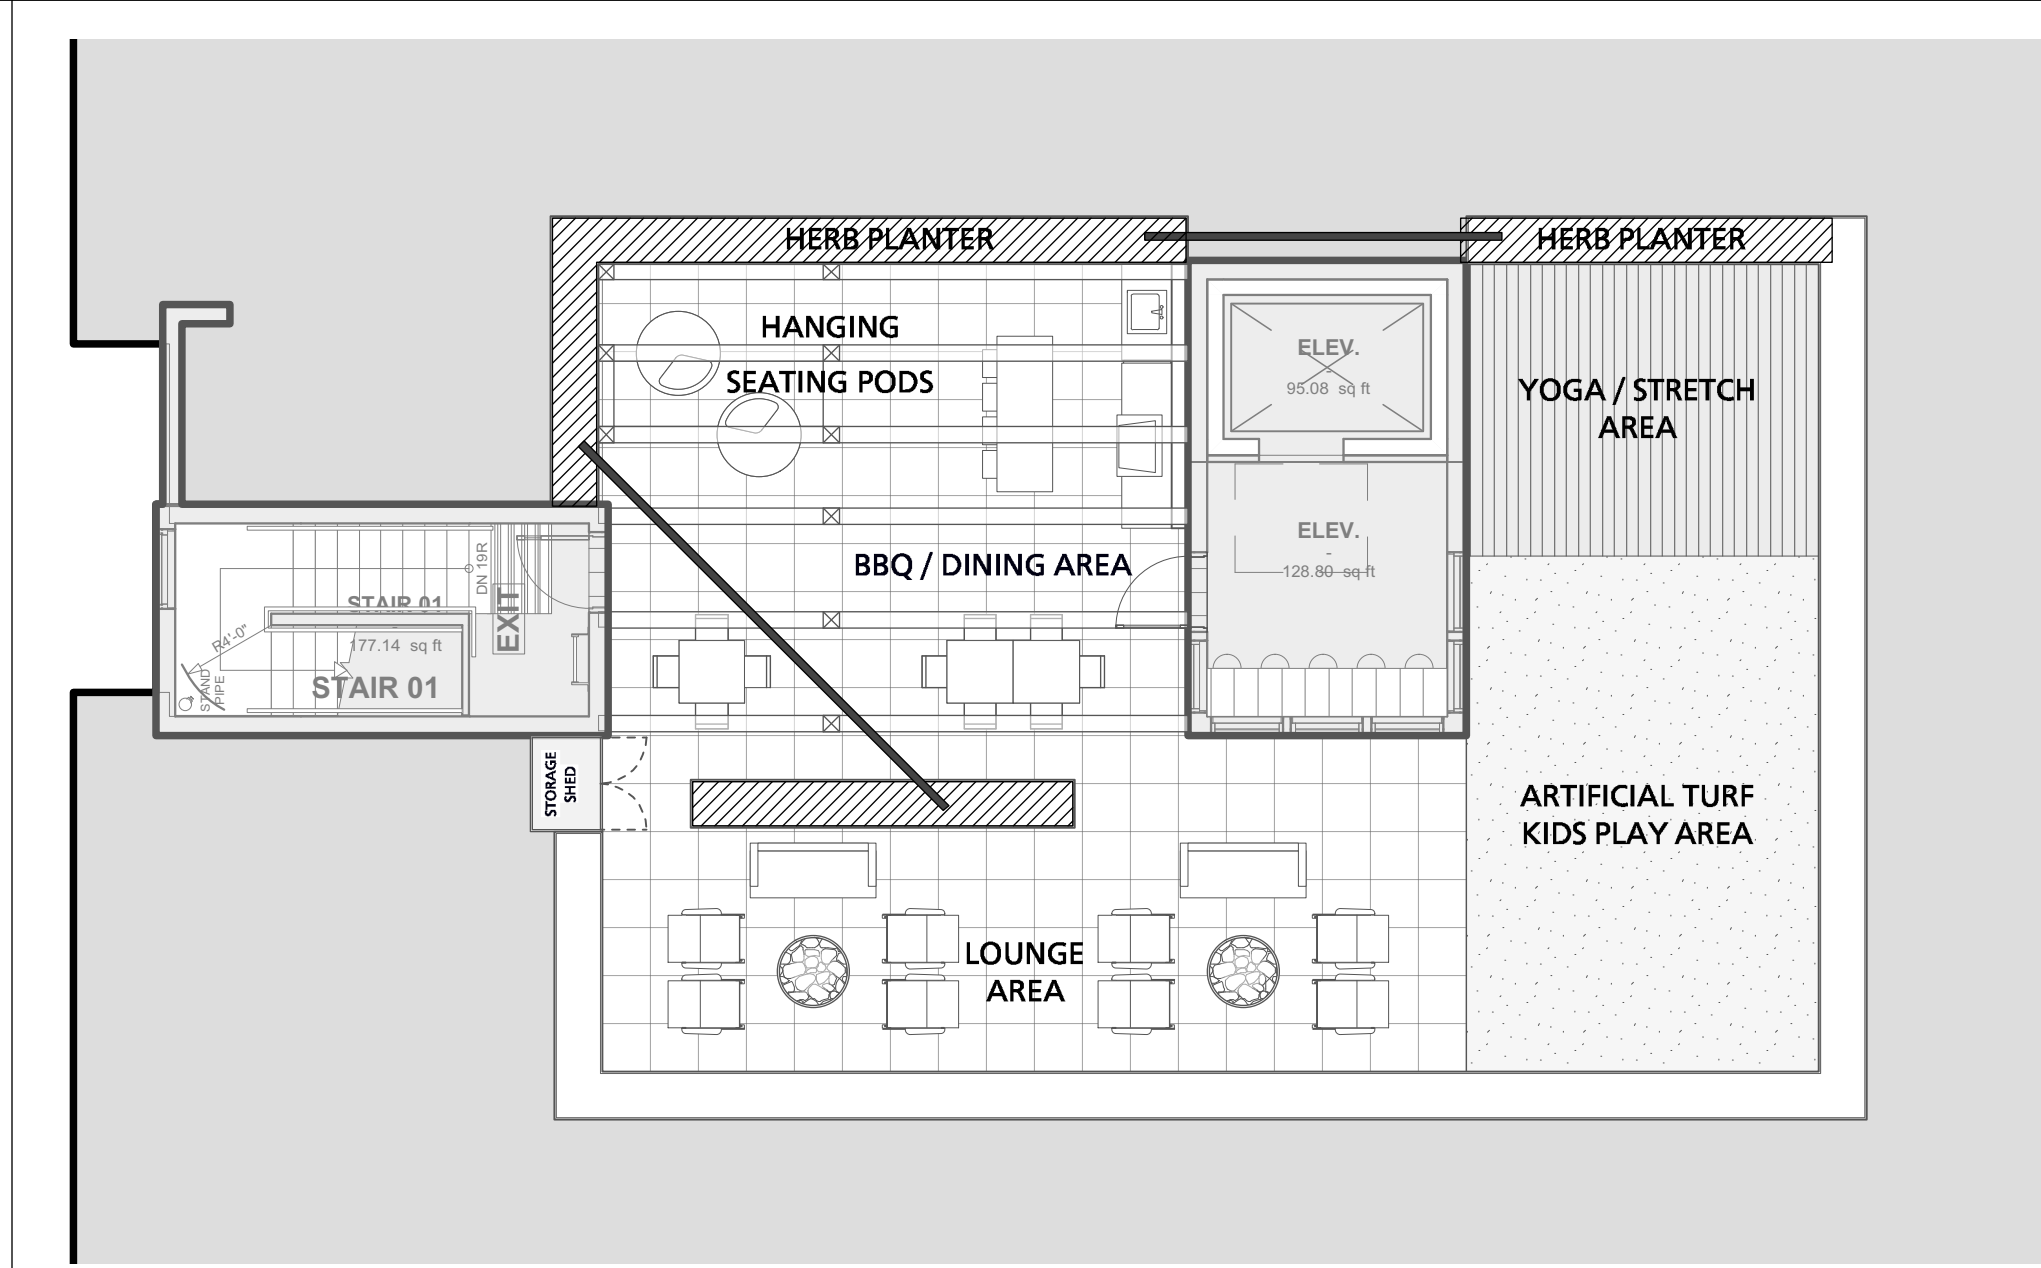 HERB PLANTER
HERB PLANTER
HANGING
SEATING PODS
ELEV.
-
95.08 sq ft
YOGA / STRETCH
AREA
ELEV.
-
128.80 sq ft
BBQ / DINING AREA
DN 19R
EXIT
STAIR 01
-
177.14 sq ft
R4'-0"
STAND
PIPE
STAIR 01
STORAGE
SHED
ARTIFICIAL TURF
KIDS PLAY AREA
LOUNGE
AREA